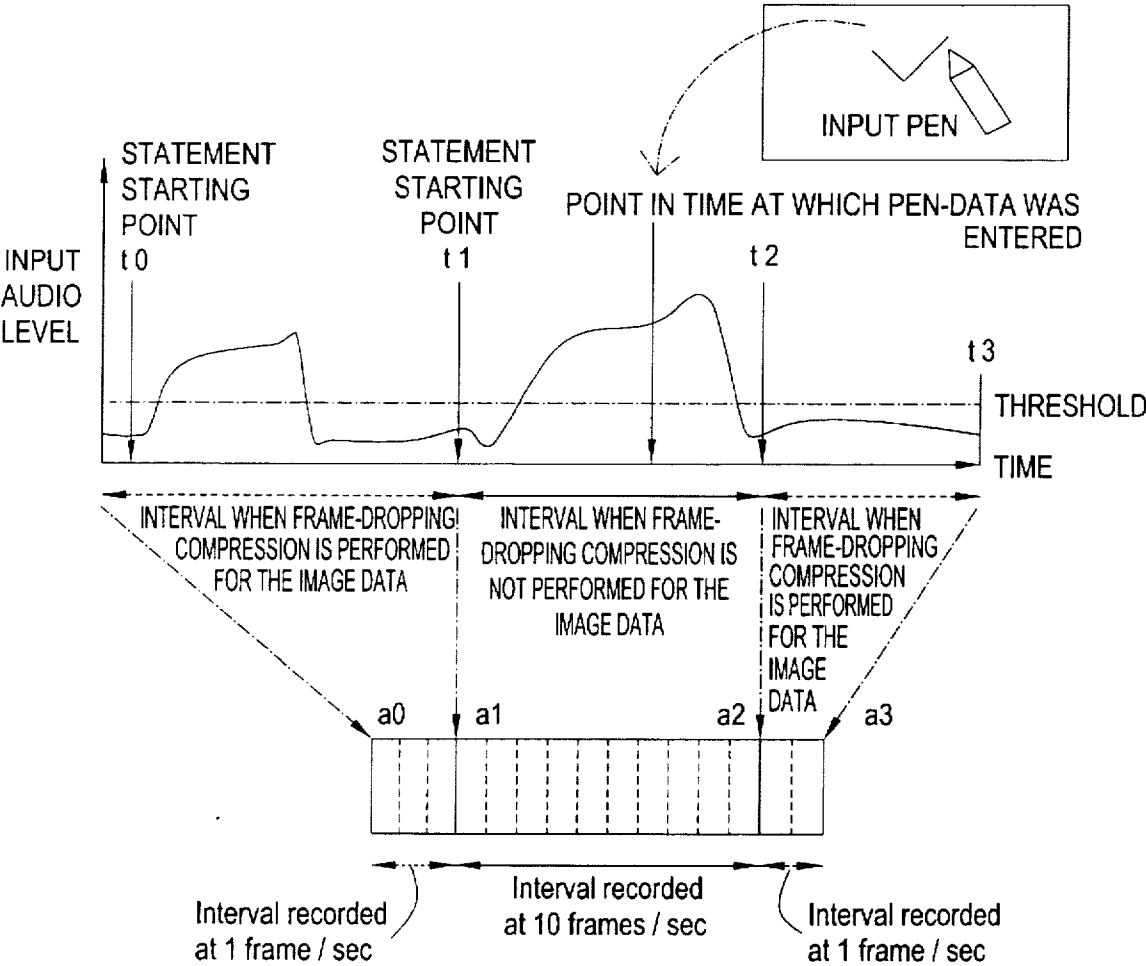 INPUT PEN
STATEMENT
STARTING
POINT
t 0
STATEMENT
STARTING
POINT
t 1
POINT IN TIME AT WHICH PEN-DATA WAS
ENTERED
t 2
INPUT
AUDIO
LEVEL
t 3
THRESHOLD
TIME
INTERVAL WHEN FRAME-DROPPING
COMPRESSION IS PERFORMED
FOR THE IMAGE DATA
INTERVAL WHEN FRAME-
DROPPING COMPRESSION IS
NOT PERFORMED FOR THE
IMAGE DATA
INTERVAL WHEN
FRAME-DROPPING
COMPRESSION
IS PERFORMED
FOR THE
IMAGE
DATA
a0
a1
a2
a3
Interval recorded
at 1 frame / sec
Interval recorded
at 10 frames / sec
Interval recorded
at 1 frame / sec